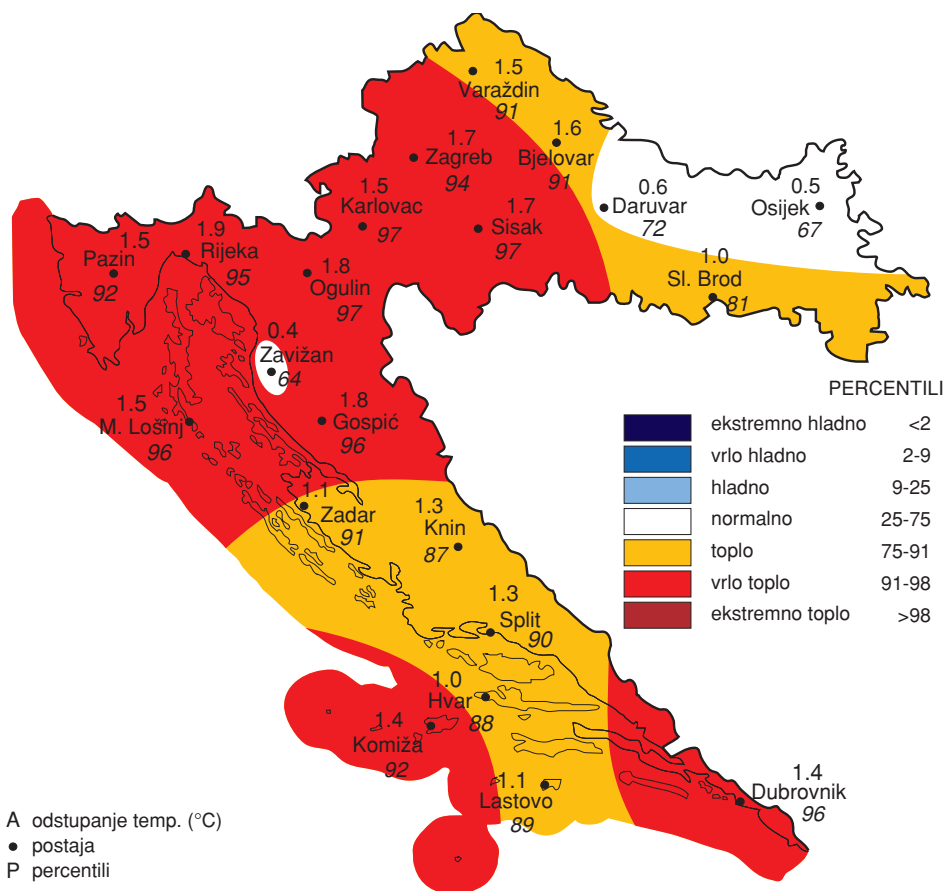 1.5
Varaždin
91
1.6
Bjelovar
91
1.7
Zagreb
94
1.5
Karlovac
97
1.7
Sisak
97
0.6
Daruvar
72
0.5
Osijek
67
1.0
Sl. Brod
81
1.5
Pazin
92
1.9
Rijeka
95
1.8
Ogulin
97
0.4
Zavižan
64
1.5
M. Lošinj
96
1.8
Gospić
96
1.1
Zadar
91
1.3
Knin
87
1.3
Split
90
1.0
Hvar
88
1.4
Komiža
92
1.1
Lastovo
89
1.4
Dubrovnik
96
PERCENTILI
ekstremno hladno <2
vrlo hladno 2-9
hladno 9-25
normalno 25-75
toplo 75-91
vrlo toplo 91-98
ekstremno toplo >98
A odstupanje temp. (°C)
● postaja
P percentili